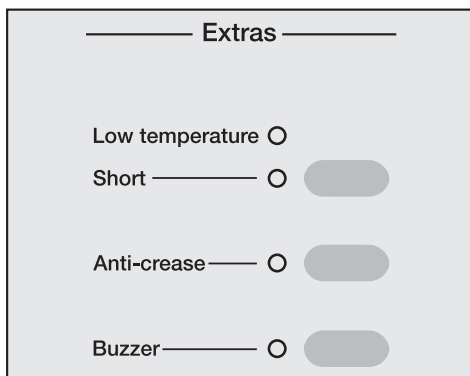 Extras
Low temperature
Short
Anti-crease
Buzzer